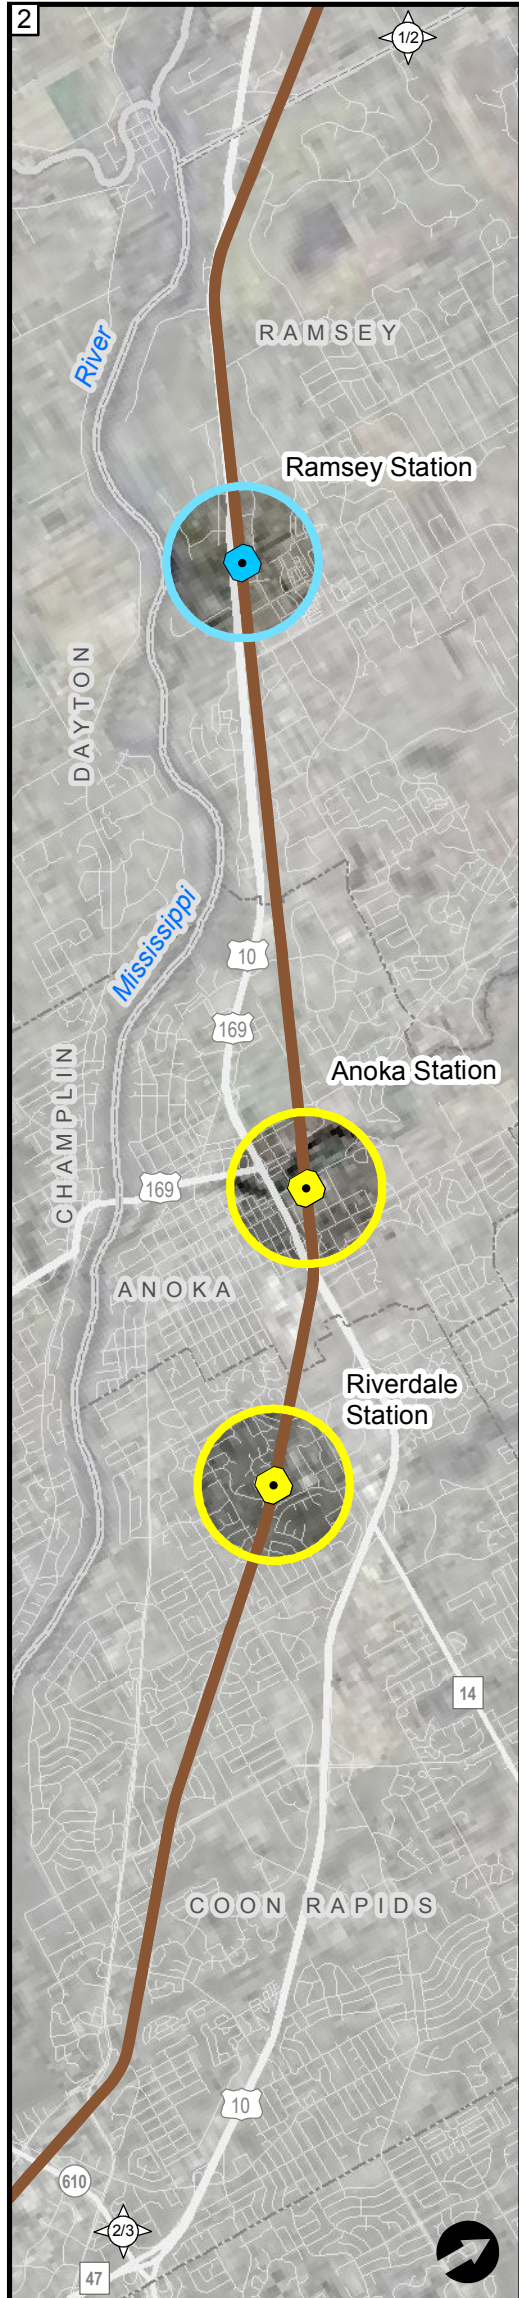 2
1/2
RAMSEY
River
Ramsey Station
DAYTON
Mississippi
10
169
CHAMPLIN
Anoka Station
169
ANOKA
Riverdale
Station
14
COON RAPIDS
10
610
2/3
47